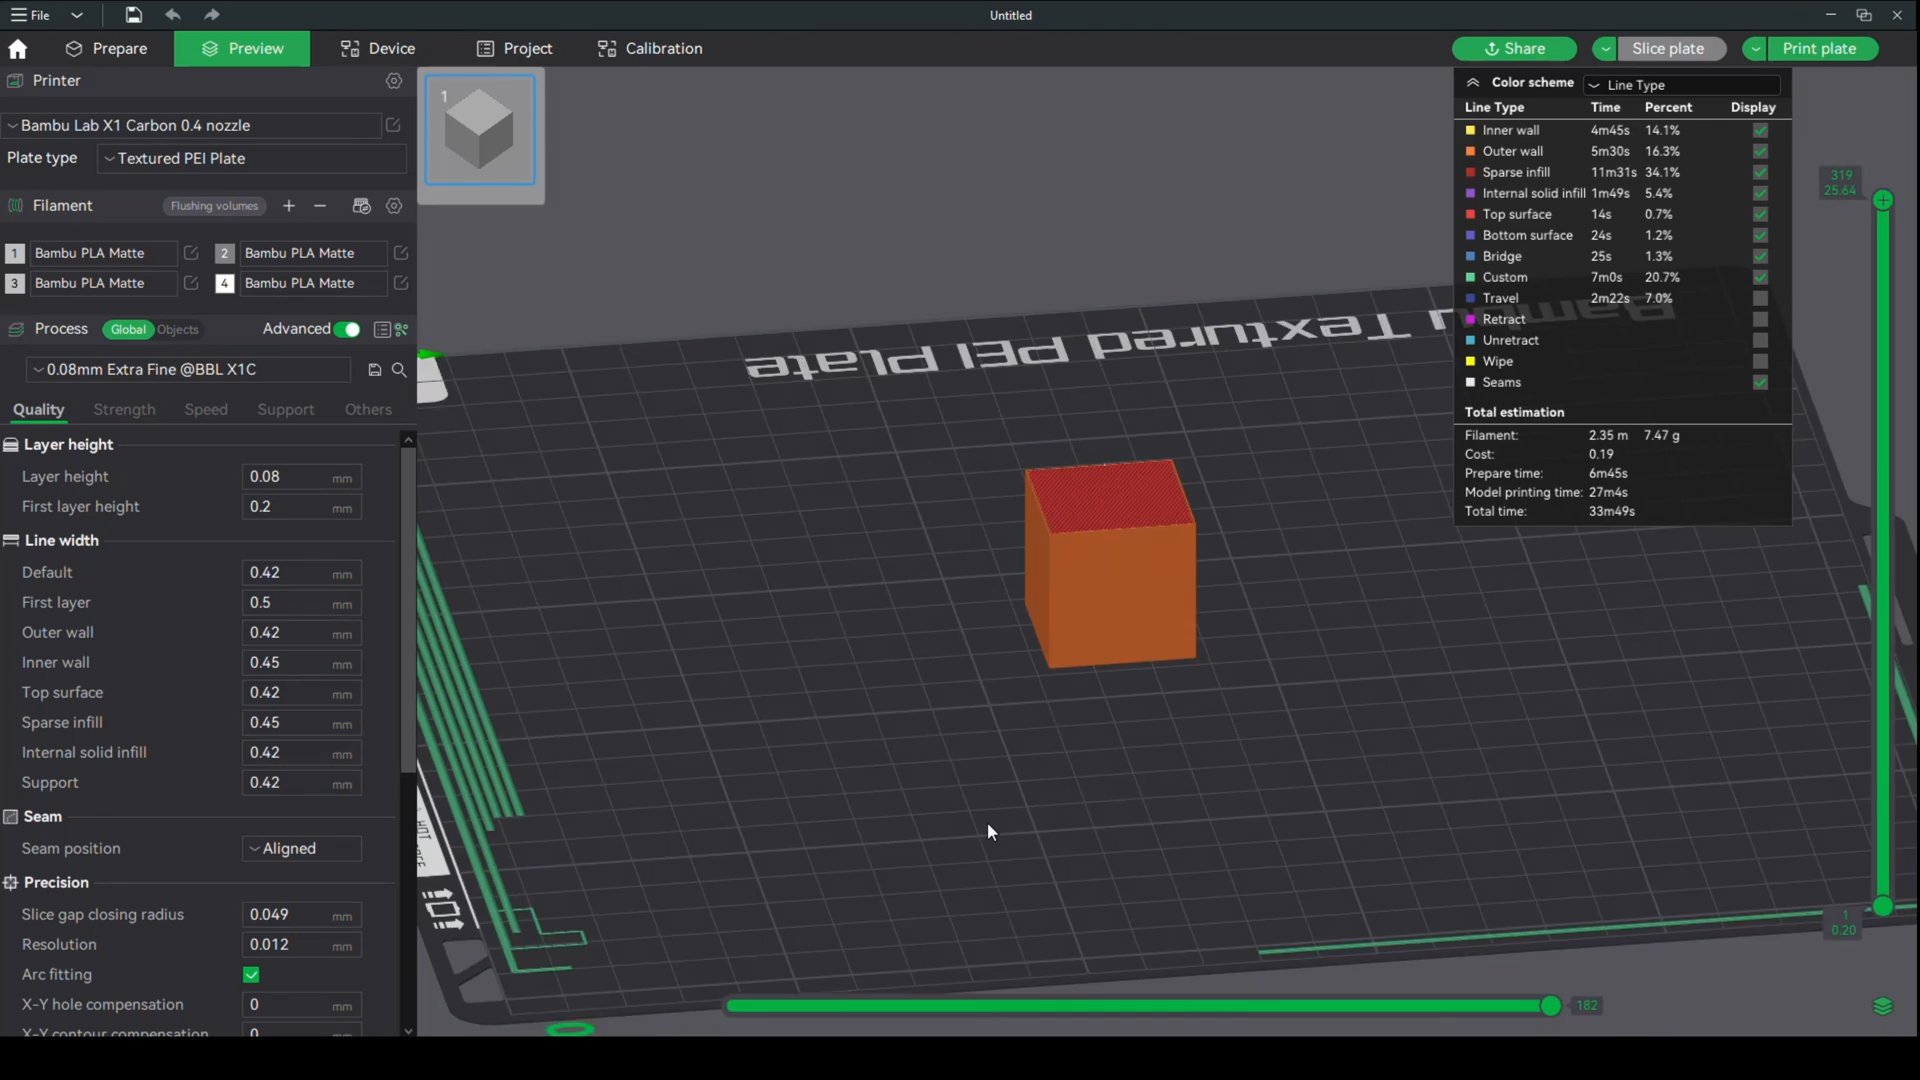 File
Untitled
Prepare
Preview
Device
Project
Calibration
Share
Slice plate
Print plate
Printer
Bambu Lab X1 Carbon 0.4 nozzle
Plate type Textured PEI Plate
Filament Flushing volumes
1 Bambu PLA Matte 2 Bambu PLA Matte
3 Bambu PLA Matte 4 Bambu PLA Matte
Process Global Objects Advanced
0.08mm Extra Fine @BBL X1C
Quality Strength Speed Support Others
Layer height
Layer height 0.08 mm
First layer height 0.2 mm
Line width
Default 0.42 mm
First layer 0.5 mm
Outer wall 0.42 mm
Inner wall 0.45 mm
Top surface 0.42 mm
Sparse infill 0.45 mm
Internal solid infill 0.42 mm
Support 0.42 mm
Seam
Seam position Aligned
Precision
Slice gap closing radius 0.049 mm
Resolution 0.012 mm
Arc fitting
X-Y hole compensation 0 mm
X-Y contour compensation 0 mm
1
Bambu Textured PEI Plate
Color scheme Line Type
Line Type Time Percent Display
Inner wall 4m45s 14.1%
Outer wall 5m30s 16.3%
Sparse infill 11m31s 34.1%
Internal solid infill 1m49s 5.4%
Top surface 14s 0.7%
Bottom surface 24s 1.2%
Bridge 25s 1.3%
Custom 7m0s 20.7%
Travel 2m22s 7.0%
Retract
Unretract
Wipe
Seams
Total estimation
Filament: 2.35 m 7.47 g
Cost: 0.19
Prepare time: 6m45s
Model printing time: 27m4s
Total time: 33m49s
319
25.64
1
0.20
182